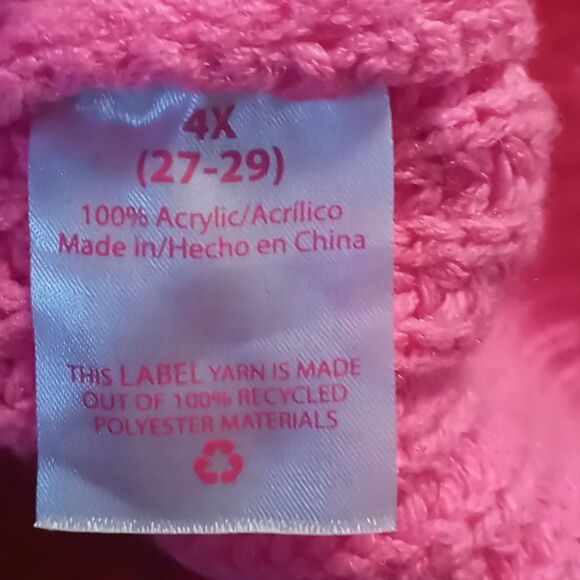 4X
(27-29)
100% Acrylic/Acrílico
Made in/Hecho en China
THIS LABEL YARN IS MADE
OUT OF 100% RECYCLED
POLYESTER MATERIALS